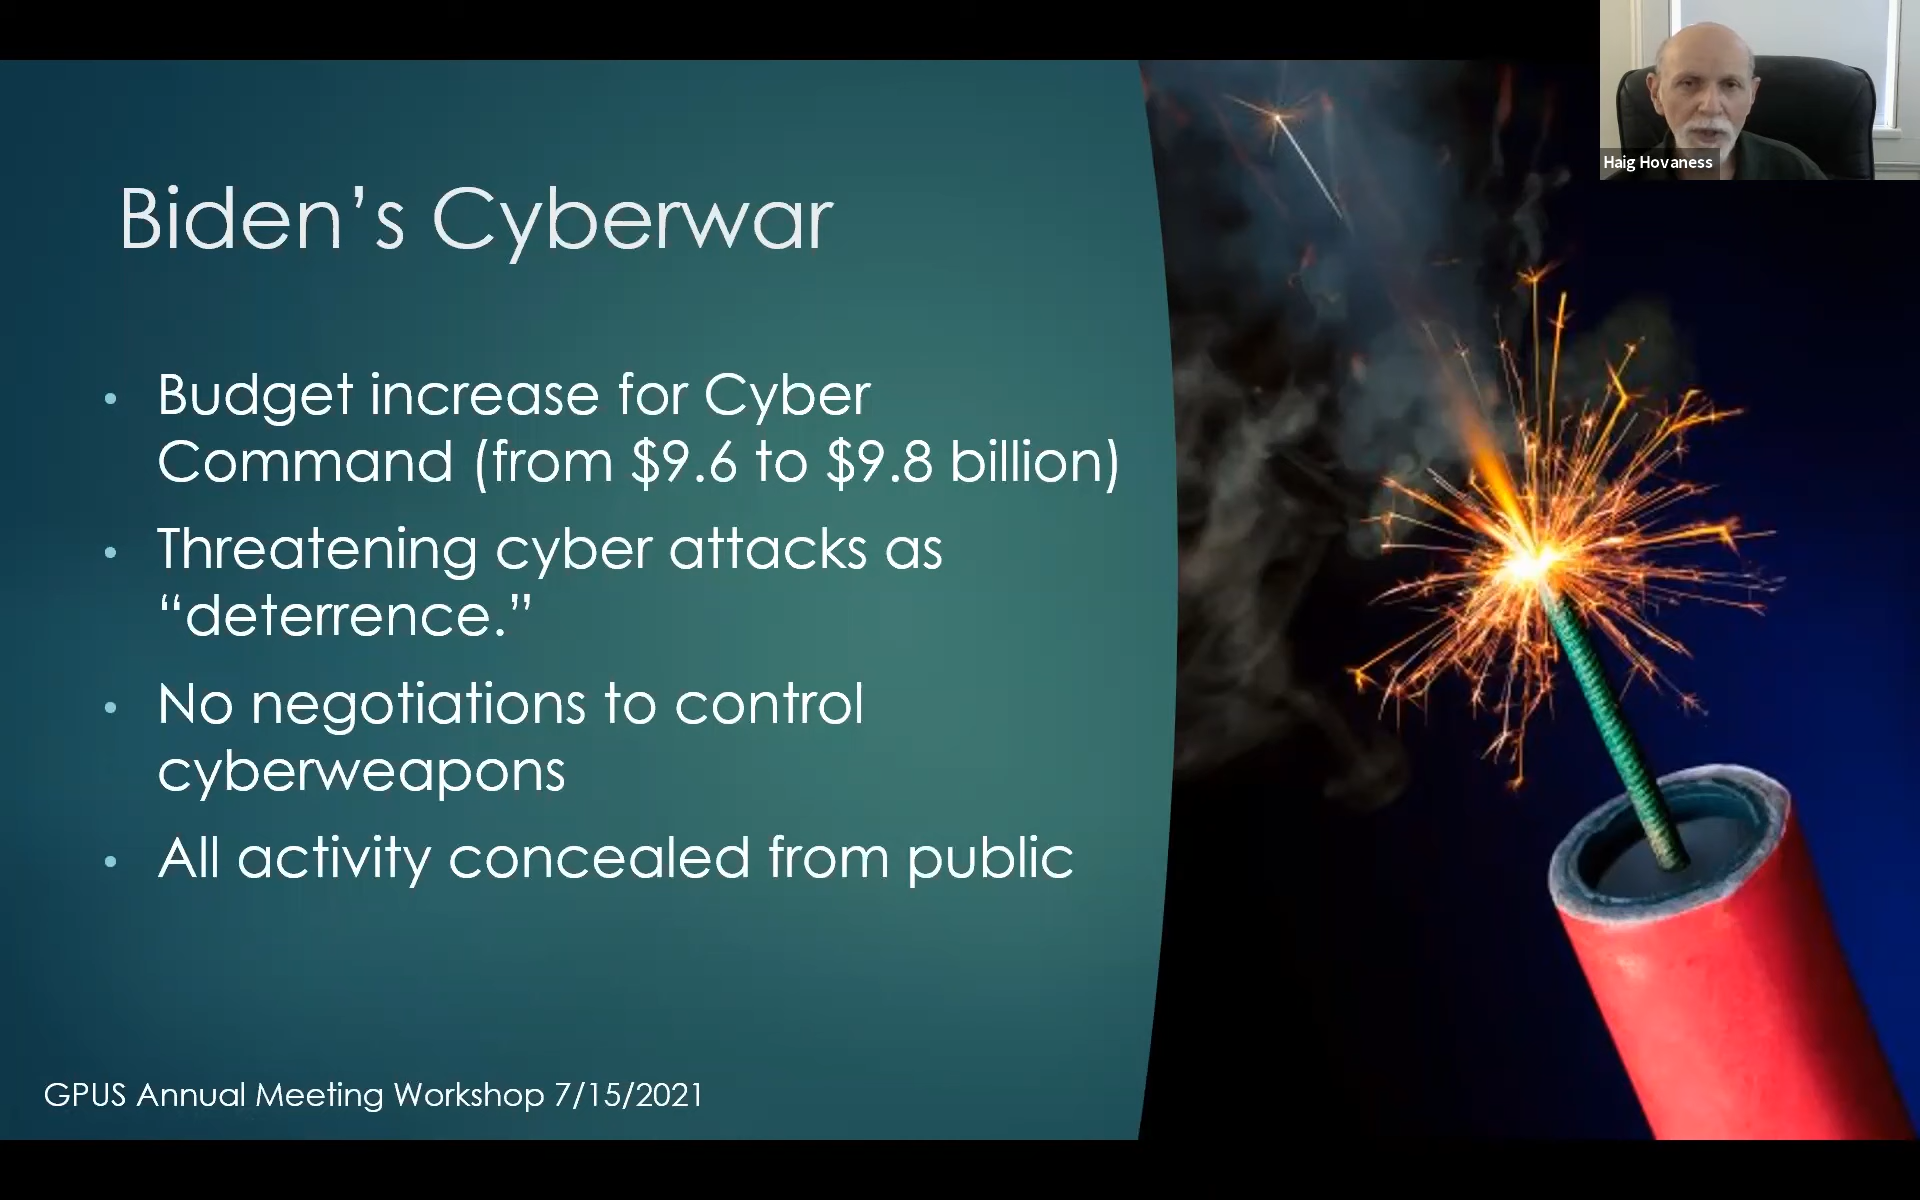 Haig Hovaness
Biden’s Cyberwar
• Budget increase for Cyber
Command (from $9.6 to $9.8 billion)
• Threatening cyber attacks as
“deterrence.”
• No negotiations to control
cyberweapons
• All activity concealed from public
GPUS Annual Meeting Workshop 7/15/2021